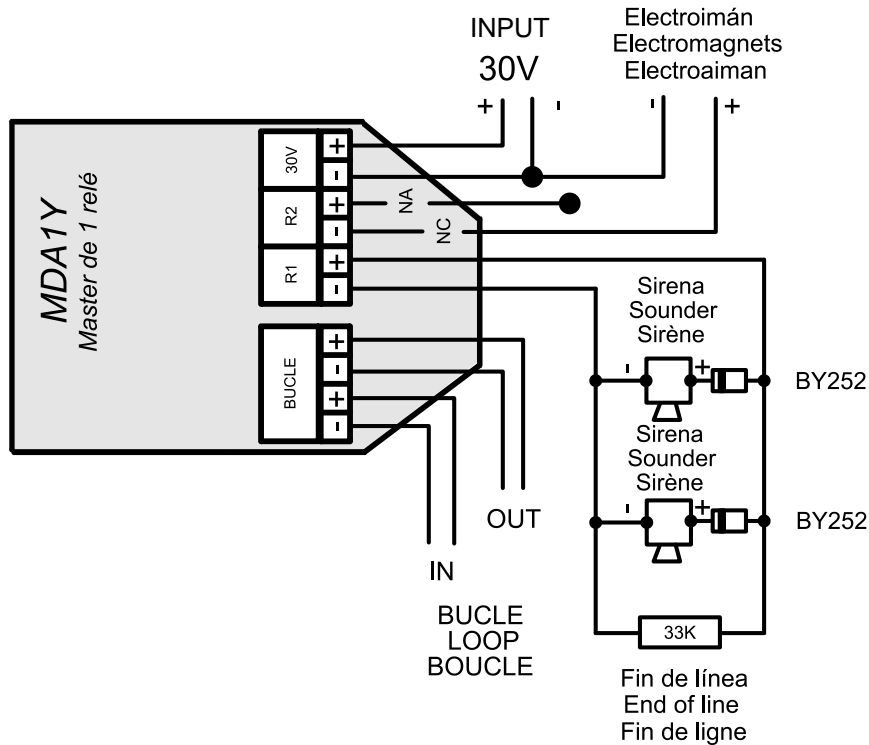 INPUT
30V
+ -
Electroimán
Electromagnets
Electroaiman
- +
MDA1Y
Master de 1 relé
30V
+
-
R2
+
-
R1
+
-
NA
NC
BUCLE
+
-
+
-
Sirena
Sounder
Sirène
- +
BY252
Sirena
Sounder
Sirène
- +
BY252
OUT
IN
BUCLE
LOOP
BOUCLE
33K
Fin de línea
End of line
Fin de ligne